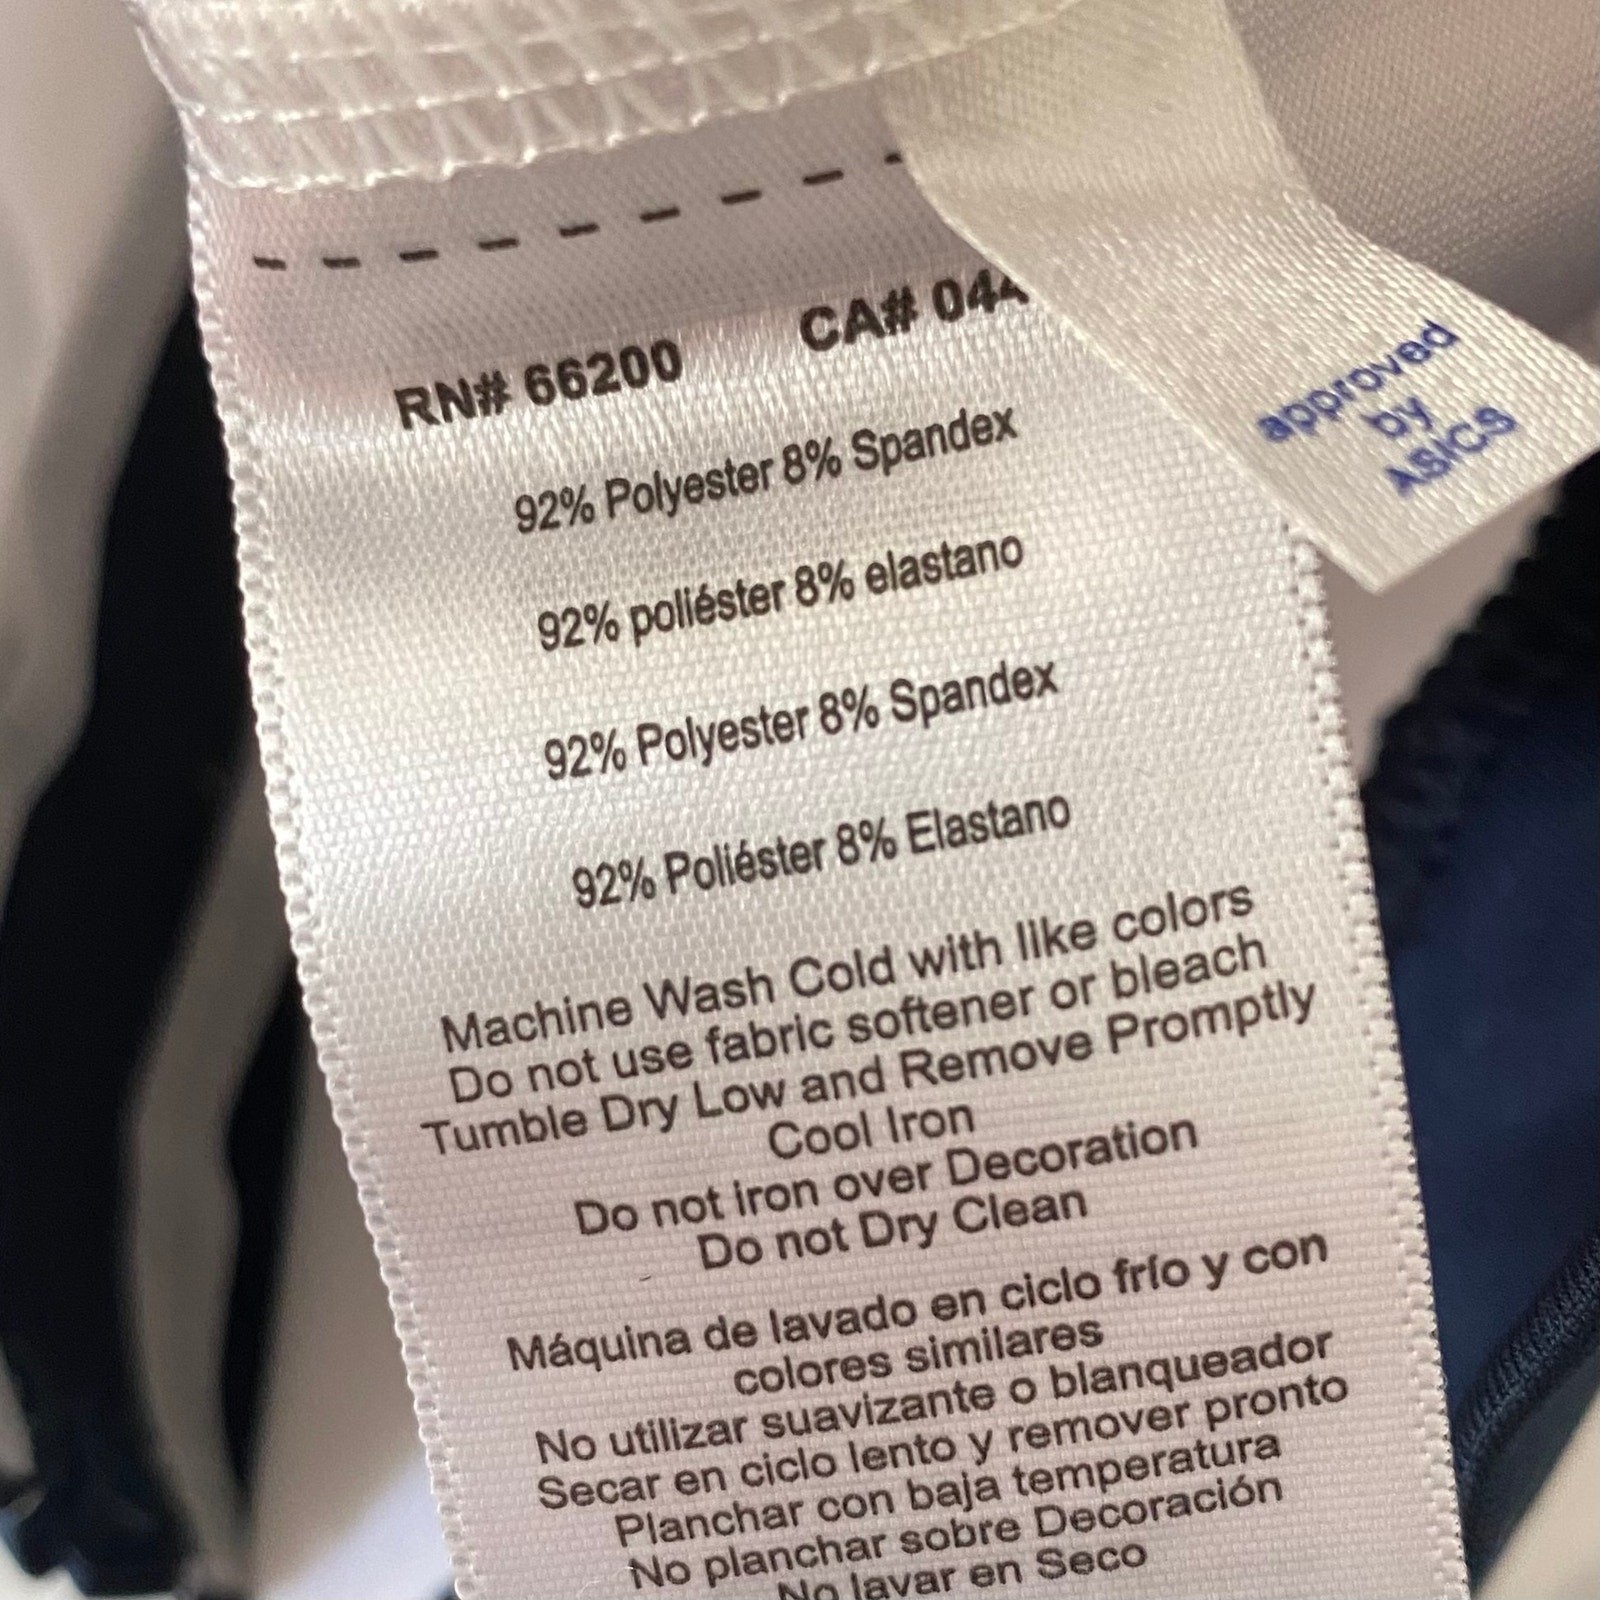 RN# 66200 CA# 044
92% Polyester 8% Spandex
92% poliéster 8% elastano
92% Polyester 8% Spandex
92% Poliéster 8% Elastano
Machine Wash Cold with like colors
Do not use fabric softener or bleach
Tumble Dry Low and Remove Promptly
Cool Iron
Do not iron over Decoration
Do not Dry Clean
Máquina de lavado en ciclo frío y con
colores similares
No utilizar suavizante o blanqueador
Secar en ciclo lento y remover pronto
Planchar con baja temperatura
No planchar sobre Decoración
No lavar en Seco
approved
by
ASICS